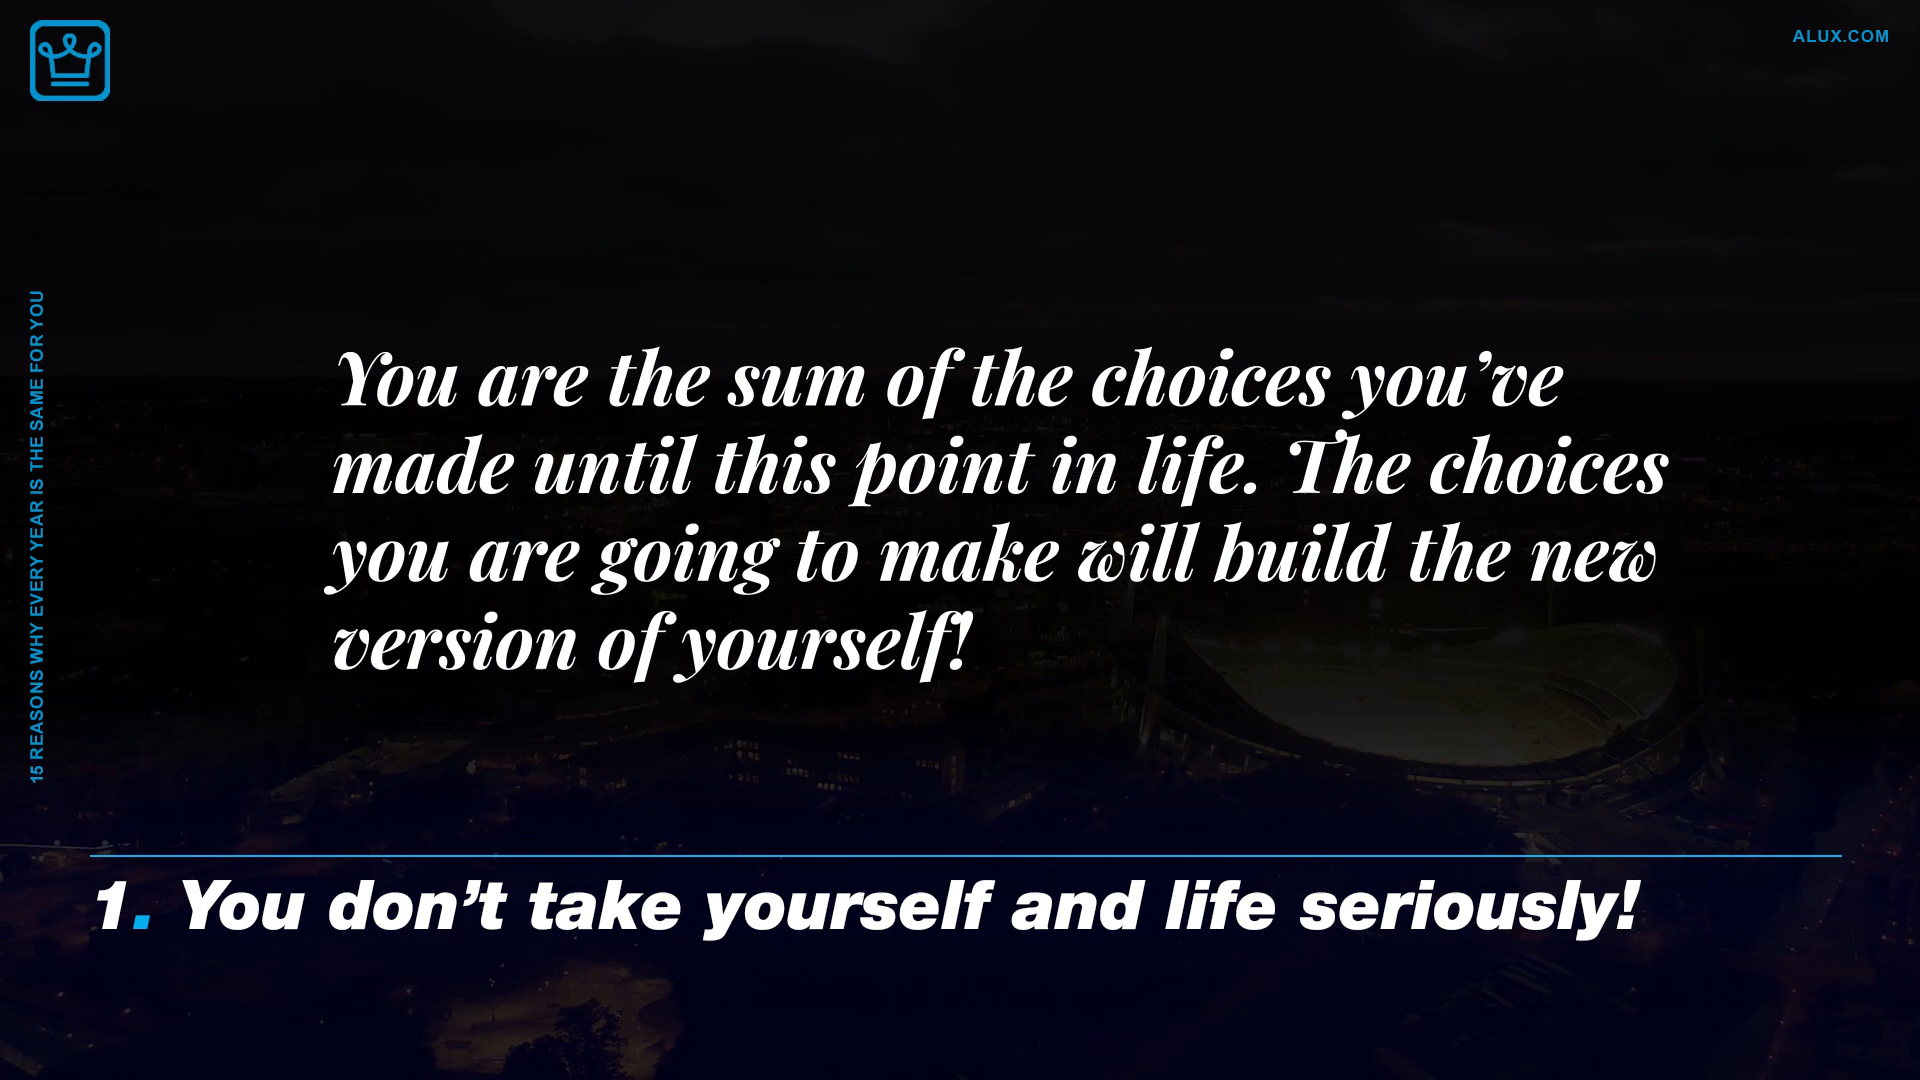 ALUX.COM
15 REASONS WHY EVERY YEAR IS THE SAME FOR YOU
You are the sum of the choices you’ve
made until this point in life. The choices
you are going to make will build the new
version of yourself!
1. You don’t take yourself and life seriously!